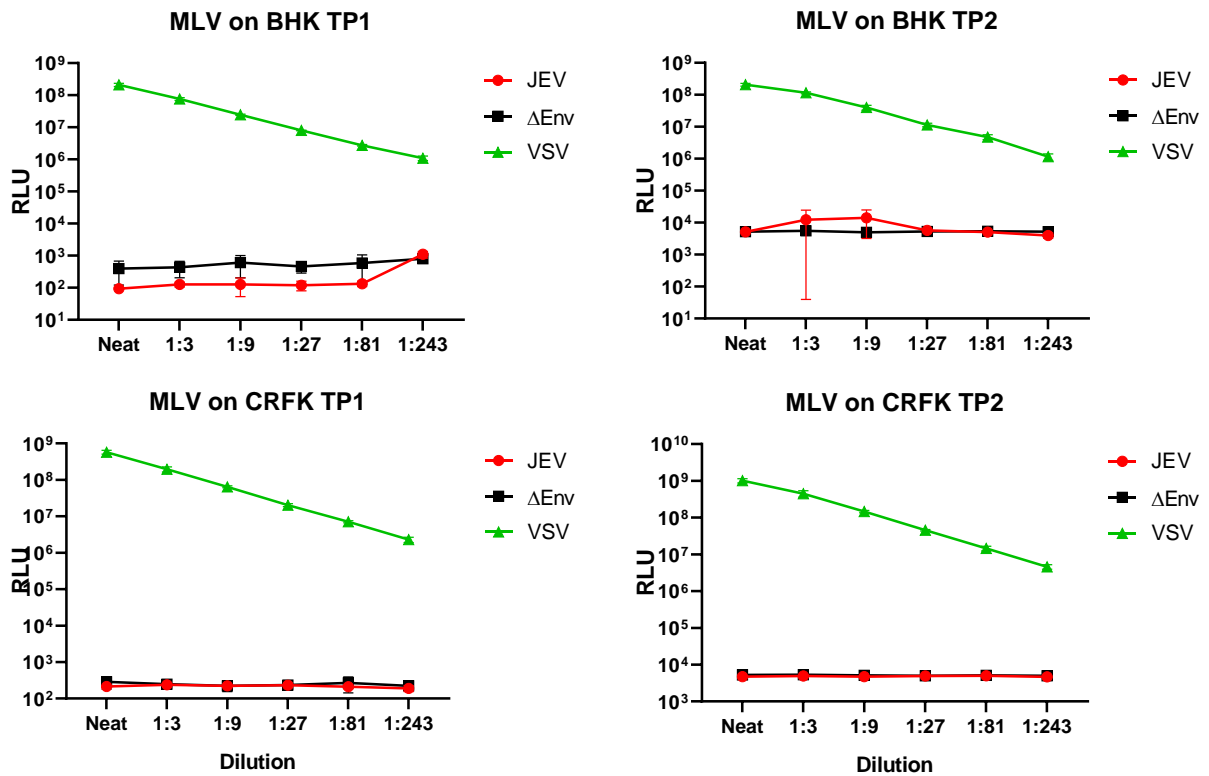 MLV on BHK TP1
10⁹
10⁸
10⁷
10⁶
10⁵
10⁴
10³
10²
10¹
RLU
Neat 1:3 1:9 1:27 1:81 1:243
JEV
ΔEnv
VSV
MLV on BHK TP2
10⁹
10⁸
10⁷
10⁶
10⁵
10⁴
10³
10²
10¹
RLU
Neat 1:3 1:9 1:27 1:81 1:243
JEV
ΔEnv
VSV
MLV on CRFK TP1
10⁹
10⁸
10⁷
10⁶
10⁵
10⁴
10³
10²
RLU
Neat 1:3 1:9 1:27 1:81 1:243
Dilution
JEV
ΔEnv
VSV
MLV on CRFK TP2
10¹⁰
10⁹
10⁸
10⁷
10⁶
10⁵
10⁴
10³
RLU
Neat 1:3 1:9 1:27 1:81 1:243
Dilution
JEV
ΔEnv
VSV